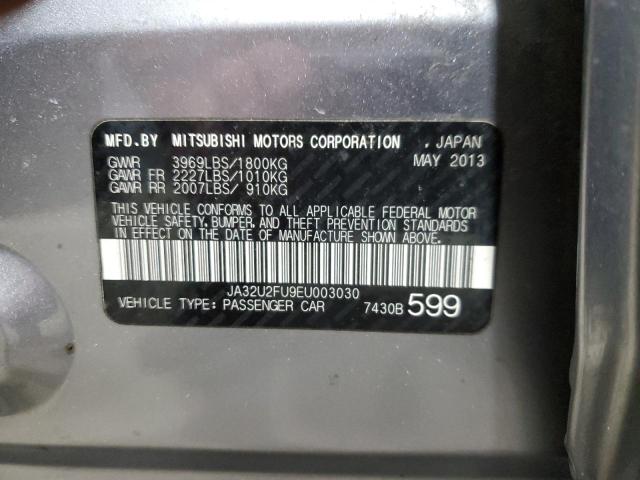 MFD.BY MITSUBISHI MOTORS CORPORATION , JAPAN
GVWR 3969LBS/1800KG MAY 2013
GAWR FR 2227LBS/1010KG
GAWR RR 2007LBS/ 910KG
THIS VEHICLE CONFORMS TO ALL APPLICABLE FEDERAL MOTOR
VEHICLE SAFETY, BUMPER, AND THEFT PREVENTION STANDARDS
IN EFFECT ON THE DATE OF MANUFACTURE SHOWN ABOVE.
JA32U2FU9EU003030
VEHICLE TYPE: PASSENGER CAR 7430B 599